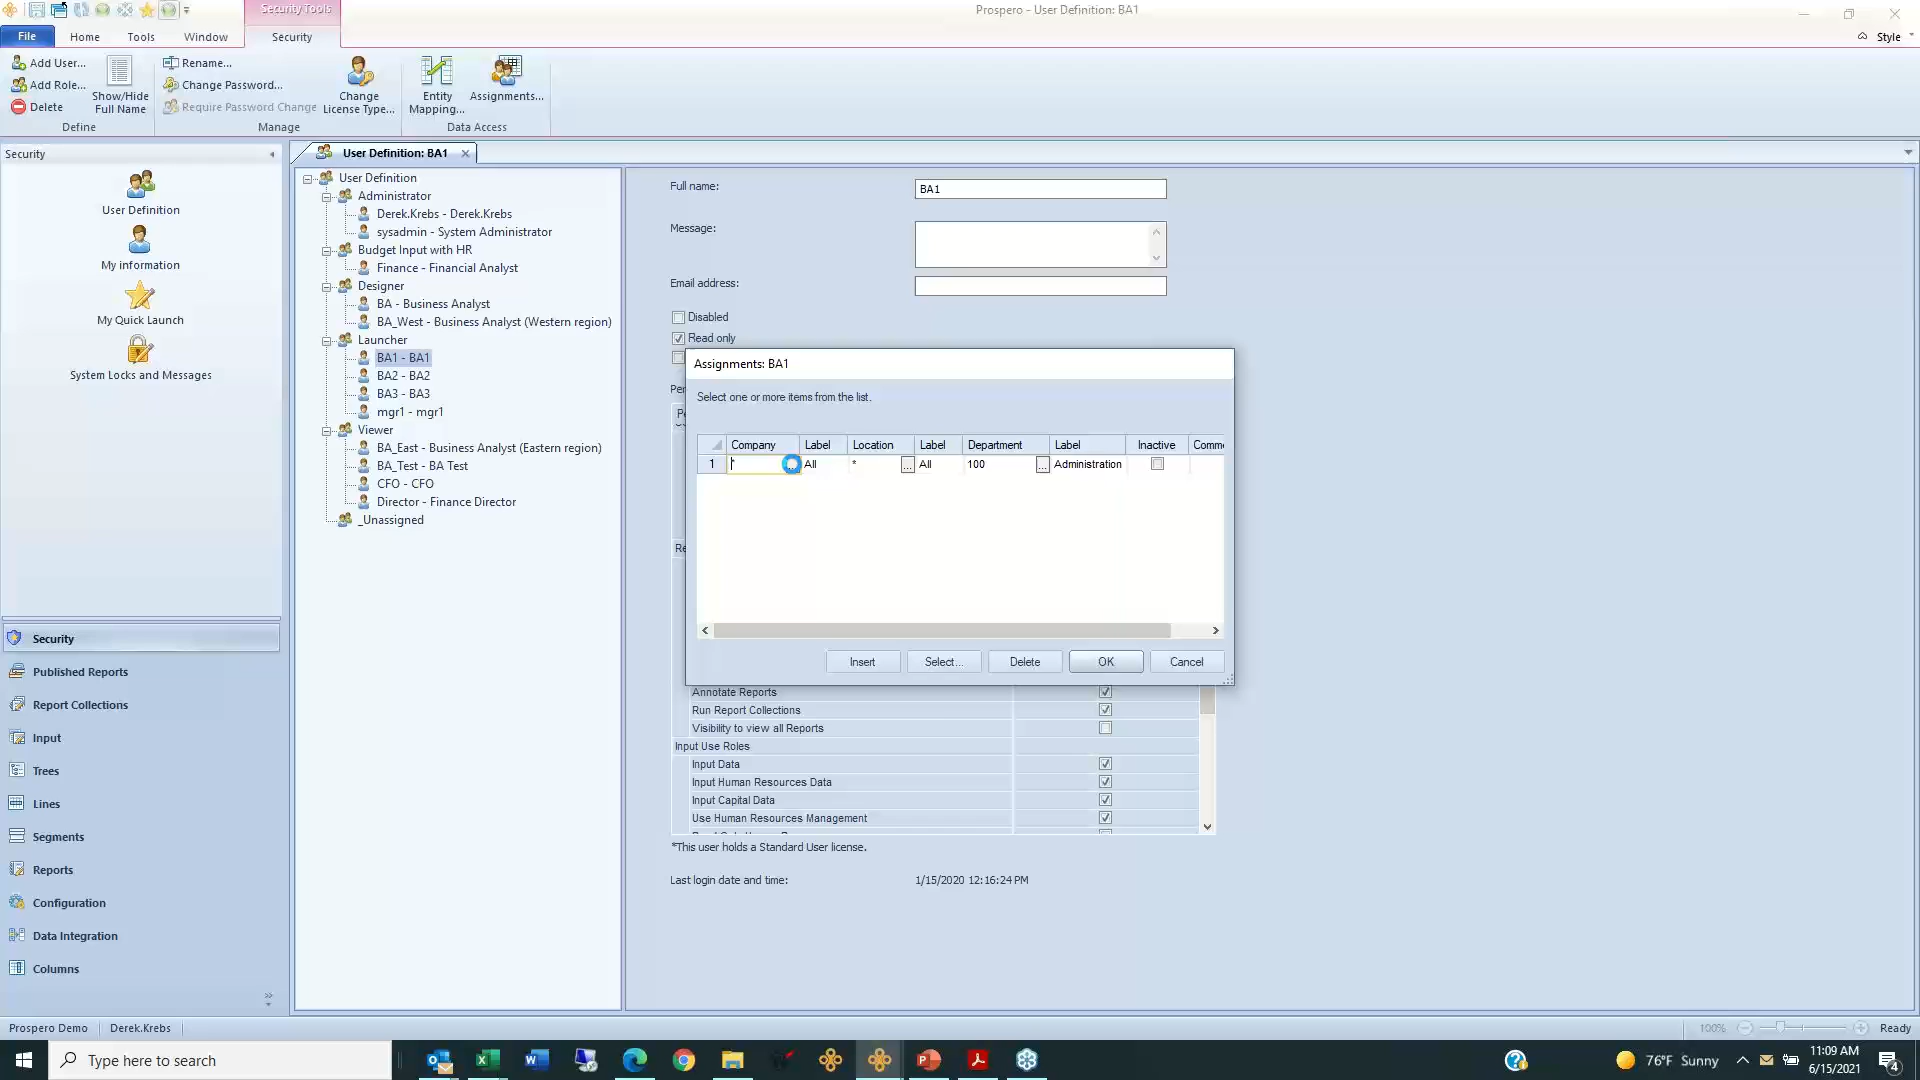 Security Tools
Prospero - User Definition: BA1
File
Home
Tools
Window
Security
Style
Add User...
Add Role...
Delete
Show/Hide
Full Name
Define
Rename...
Change Password...
Require Password Change
Change
License Type...
Manage
Entity
Mapping...
Assignments...
Data Access
Security
User Definition
My information
My Quick Launch
System Locks and Messages
Security
Published Reports
Report Collections
Input
Trees
Lines
Segments
Reports
Configuration
Data Integration
Columns
User Definition: BA1
User Definition
Administrator
Derek.Krebs - Derek.Krebs
sysadmin - System Administrator
Budget Input with HR
Finance - Financial Analyst
Designer
BA - Business Analyst
BA_West - Business Analyst (Western region)
Launcher
BA1 - BA1
BA2 - BA2
BA3 - BA3
mgr1 - mgr1
Viewer
BA_East - Business Analyst (Eastern region)
BA_Test - BA Test
CFO - CFO
Director - Finance Director
_Unassigned
Full name:
BA1
Message:
Email address:
Disabled
Read only
Pe
Re
Assignments: BA1
Select one or more items from the list.
Company Label Location Label Department Label Inactive Comme
1 * ... All * ... All 100 ... Administration
Insert
Select...
Delete
OK
Cancel
Annotate Reports
Run Report Collections
Visibility to view all Reports
Input Use Roles
Input Data
Input Human Resources Data
Input Capital Data
Use Human Resources Management
*This user holds a Standard User license.
Last login date and time:
1/15/2020 12:16:24 PM
Prospero Demo
Derek.Krebs
100%
Ready
Type here to search
76°F Sunny
11:09 AM
6/15/2021
4